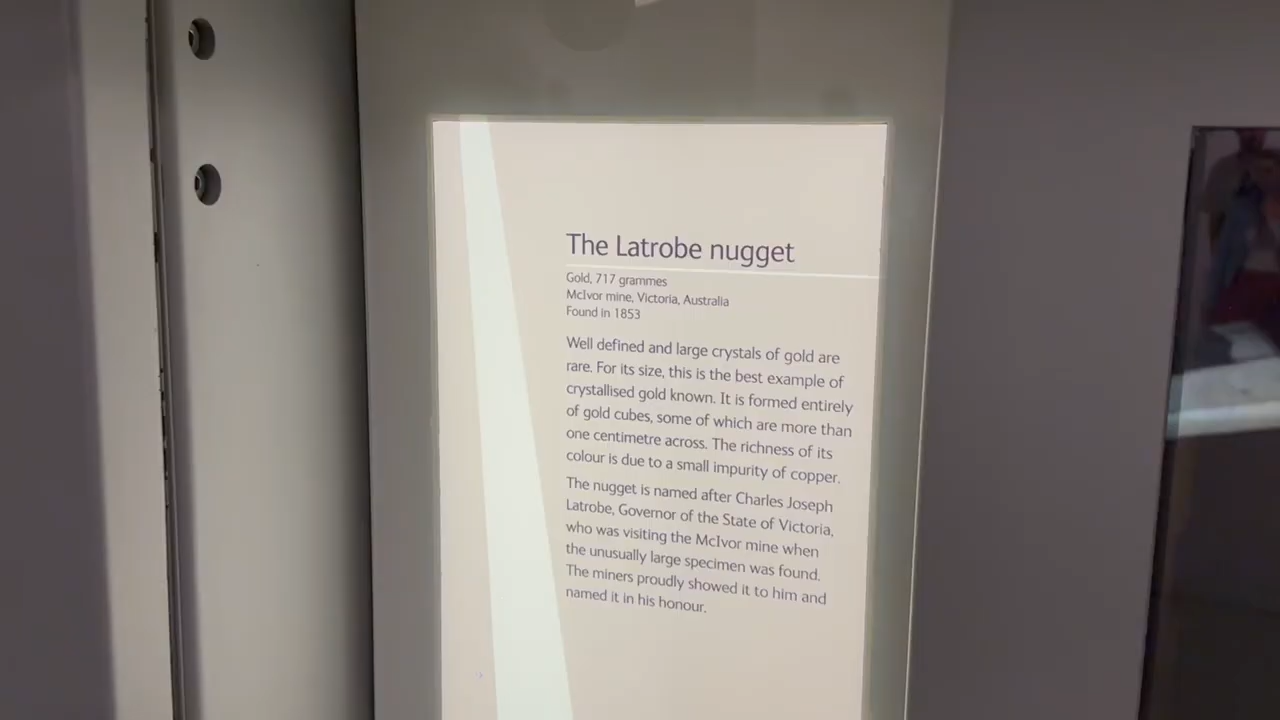 The Latrobe nugget
Gold, 717 grammes
McIvor mine, Victoria, Australia
Found in 1853
Well defined and large crystals of gold are
rare. For its size, this is the best example of
crystallised gold known. It is formed entirely
of gold cubes, some of which are more than
one centimetre across. The richness of its
colour is due to a small impurity of copper.
The nugget is named after Charles Joseph
Latrobe, Governor of the State of Victoria,
who was visiting the McIvor mine when
the unusually large specimen was found.
The miners proudly showed it to him and
named it in his honour.